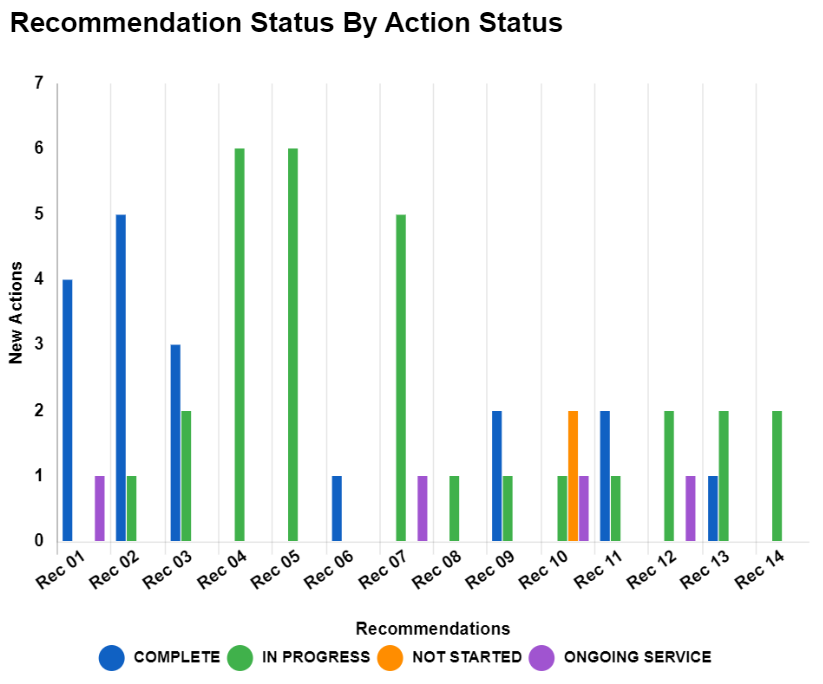 Recommendation Status By Action Status
7
6
5
4
3
2
1
0
New Actions
Rec 01 Rec 02 Rec 03 Rec 04 Rec 05 Rec 06 Rec 07 Rec 08 Rec 09 Rec 10 Rec 11 Rec 12 Rec 13 Rec 14
Recommendations
COMPLETE IN PROGRESS NOT STARTED ONGOING SERVICE